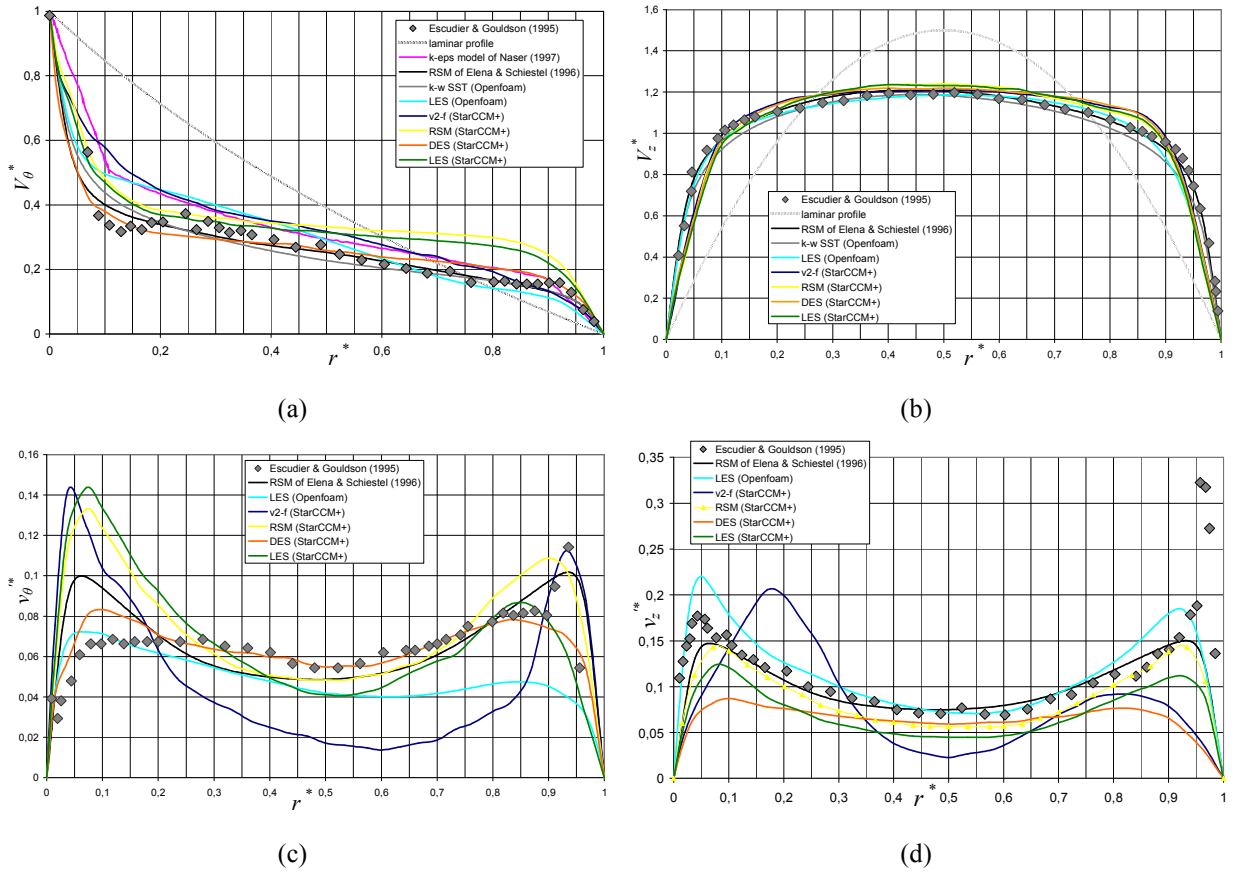 1
0,8
0,6
0,4
0,2
0
V_θ^*
0
0,2
0,4
0,6
0,8
1
r^*
Escudier & Gouldson (1995)
laminar profile
k-eps model of Naser (1997)
RSM of Elena & Schiestel (1996)
k-w SST (Openfoam)
LES (Openfoam)
v2-f (StarCCM+)
RSM (StarCCM+)
DES (StarCCM+)
LES (StarCCM+)
(a)
1,6
1,4
1,2
1
0,8
0,6
0,4
0,2
0
V_z^*
0
0,1
0,2
0,3
0,4
0,5
0,6
0,7
0,8
0,9
1
r^*
Escudier & Gouldson (1995)
laminar profile
RSM of Elena & Schiestel (1996)
k-w SST (Openfoam)
LES (Openfoam)
v2-f (StarCCM+)
RSM (StarCCM+)
DES (StarCCM+)
LES (StarCCM+)
(b)
0,16
0,14
0,12
0,1
0,08
0,06
0,04
0,02
0
v_θ'^*
0
0,1
0,2
0,3
0,4
0,5
0,6
0,7
0,8
0,9
1
r^*
Escudier & Gouldson (1995)
RSM of Elena & Schiestel (1996)
LES (Openfoam)
v2-f (StarCCM+)
RSM (StarCCM+)
DES (StarCCM+)
LES (StarCCM+)
(c)
0,35
0,3
0,25
0,2
0,15
0,1
0,05
0
v_z'^*
0
0,1
0,2
0,3
0,4
0,5
0,6
0,7
0,8
0,9
1
r^*
Escudier & Gouldson (1995)
RSM of Elena & Schiestel (1996)
LES (Openfoam)
v2-f (StarCCM+)
RSM (StarCCM+)
DES (StarCCM+)
LES (StarCCM+)
(d)